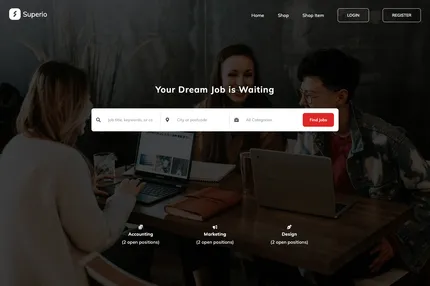 Superio
Home
Shop
Shop Item
LOGIN
REGISTER
Your Dream Job is Waiting
Job title, keywords, or co
City or postcode
All Categories
Find Jobs
Accounting
(2 open positions)
Marketing
(2 open positions)
Design
(2 open positions)